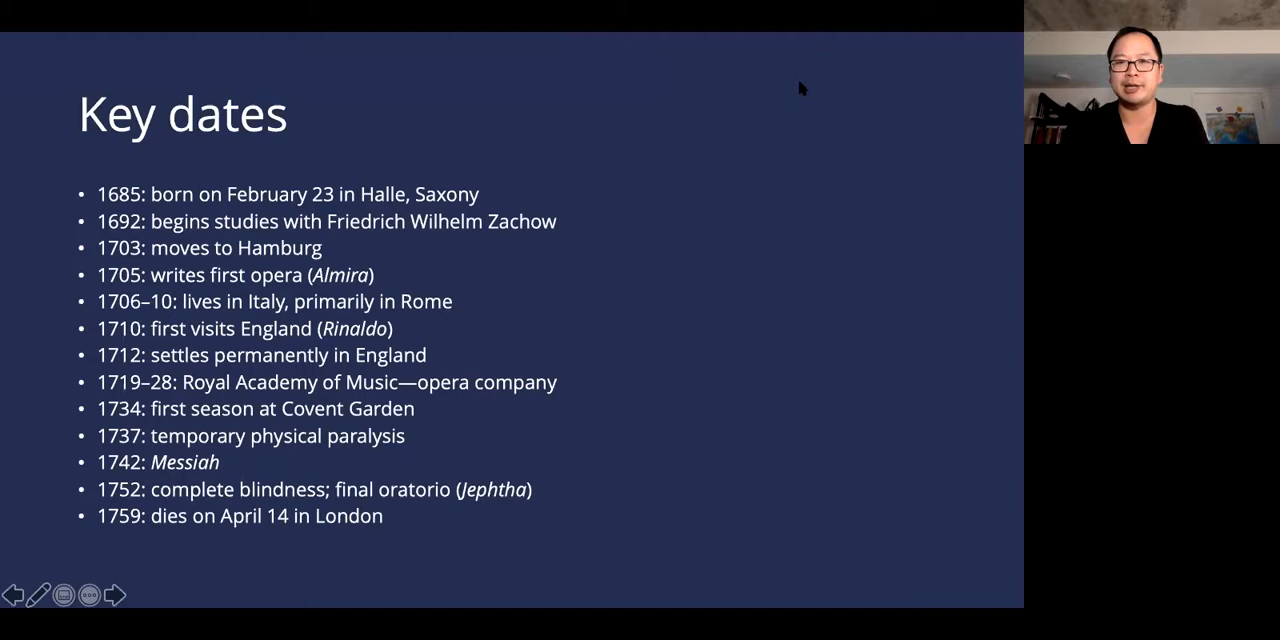 Key dates
• 1685: born on February 23 in Halle, Saxony
• 1692: begins studies with Friedrich Wilhelm Zachow
• 1703: moves to Hamburg
• 1705: writes first opera (Almira)
• 1706–10: lives in Italy, primarily in Rome
• 1710: first visits England (Rinaldo)
• 1712: settles permanently in England
• 1719–28: Royal Academy of Music—opera company
• 1734: first season at Covent Garden
• 1737: temporary physical paralysis
• 1742: Messiah
• 1752: complete blindness; final oratorio (Jephtha)
• 1759: dies on April 14 in London